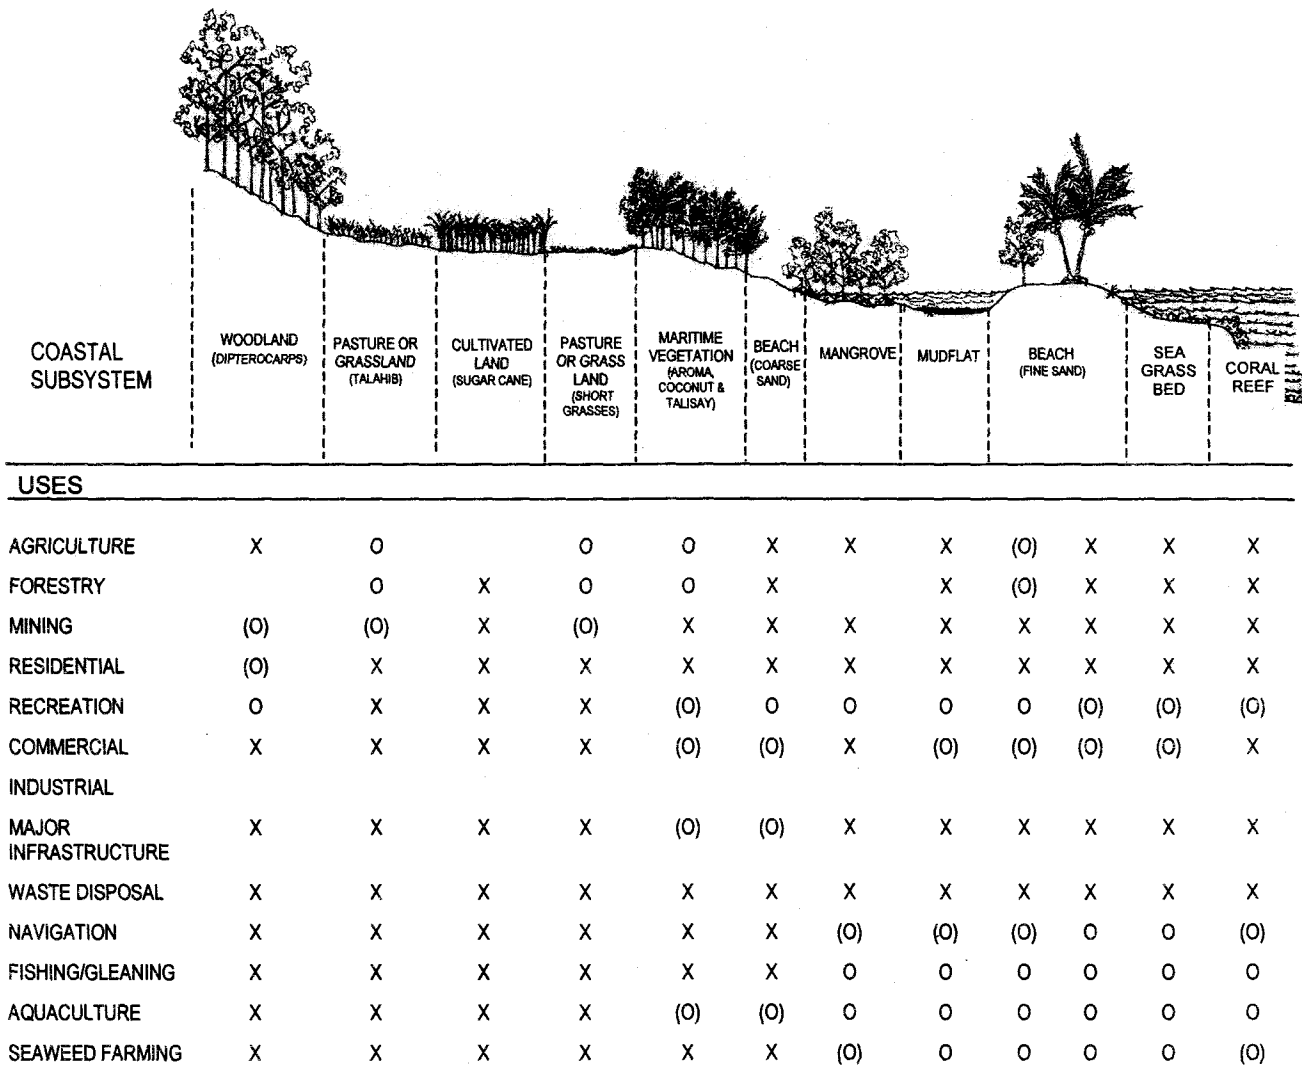 COASTAL
SUBSYSTEM
WOODLAND
(DIPTEROCARPS)
PASTURE OR
GRASSLAND
(TALAHIB)
CULTIVATED
LAND
(SUGAR CANE)
PASTURE
OR GRASS
LAND
(SHORT
GRASSES)
MARITIME
VEGETATION
(AROMA,
COCONUT &
TALISAY)
BEACH
(COARSE
SAND)
MANGROVE
MUDFLAT
BEACH
(FINE SAND)
SEA
GRASS
BED
CORAL
REEF
USES
AGRICULTURE X O O O X X X (O) X X X
FORESTRY O X O O X X (O) X X X
MINING (O) (O) X (O) X X X X X X X X
RESIDENTIAL (O) X X X X X X X X X X X
RECREATION O X X X (O) O O O O (O) (O) (O)
COMMERCIAL X X X X (O) (O) X (O) (O) (O) (O) X
INDUSTRIAL
MAJOR X X X X (O) (O) X X X X X X
INFRASTRUCTURE
WASTE DISPOSAL X X X X X X X X X X X X
NAVIGATION X X X X X X (O) (O) (O) O O (O)
FISHING/GLEANING X X X X X X O O O O O O
AQUACULTURE X X X X (O) (O) O O O O O O
SEAWEED FARMING X X X X X X (O) O O O O (O)